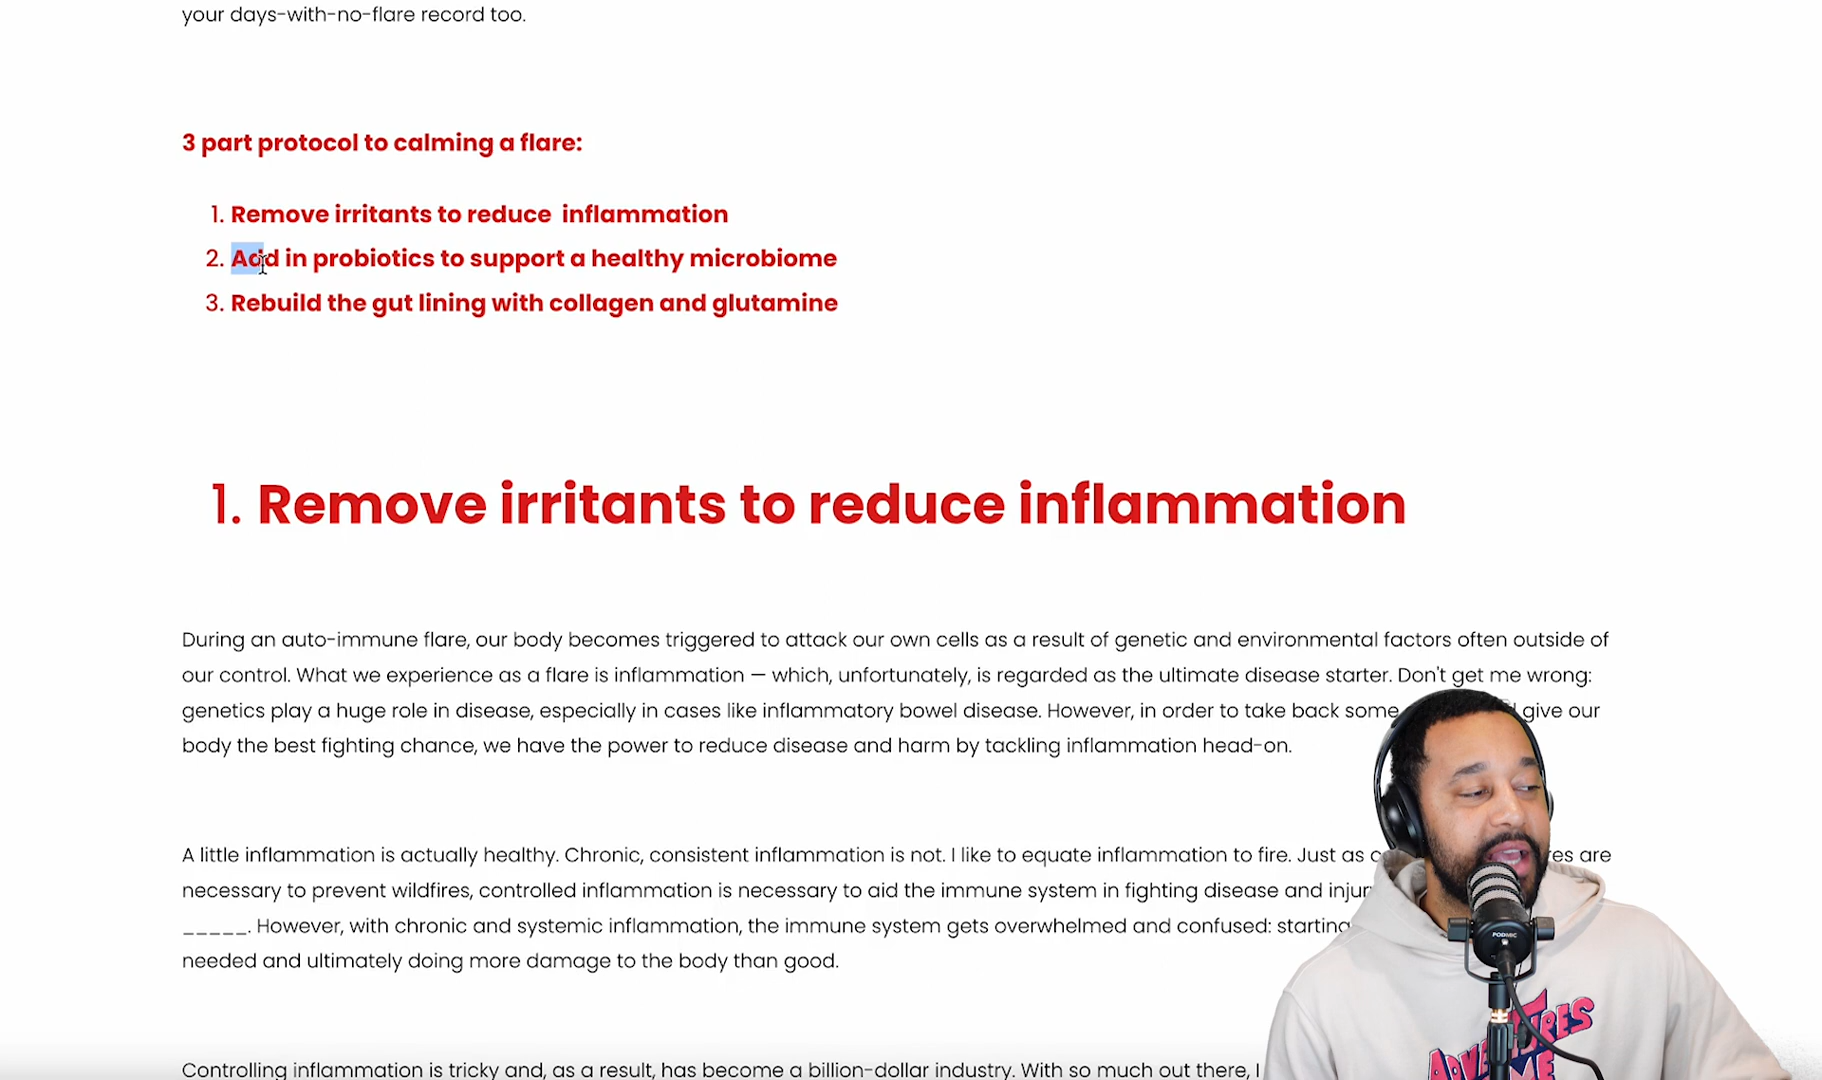 your days-with-no-flare record too.
3 part protocol to calming a flare:
1. Remove irritants to reduce inflammation
2. Add in probiotics to support a healthy microbiome
3. Rebuild the gut lining with collagen and glutamine
1. Remove irritants to reduce inflammation
During an auto-immune flare, our body becomes triggered to attack our own cells as a result of genetic and environmental factors often outside of
our control. What we experience as a flare is inflammation — which, unfortunately, is regarded as the ultimate disease starter. Don't get me wrong:
genetics play a huge role in disease, especially in cases like inflammatory bowel disease. However, in order to take back some give our
body the best fighting chance, we have the power to reduce disease and harm by tackling inflammation head-on.
A little inflammation is actually healthy. Chronic, consistent inflammation is not. I like to equate inflammation to fire. Just as are
necessary to prevent wildfires, controlled inflammation is necessary to aid the immune system in fighting disease and
_____. However, with chronic and systemic inflammation, the immune system gets overwhelmed and confused: starting
needed and ultimately doing more damage to the body than good.
Controlling inflammation is tricky and, as a result, has become a billion-dollar industry. With so much out there, I
PODMIC
ADVENTURES